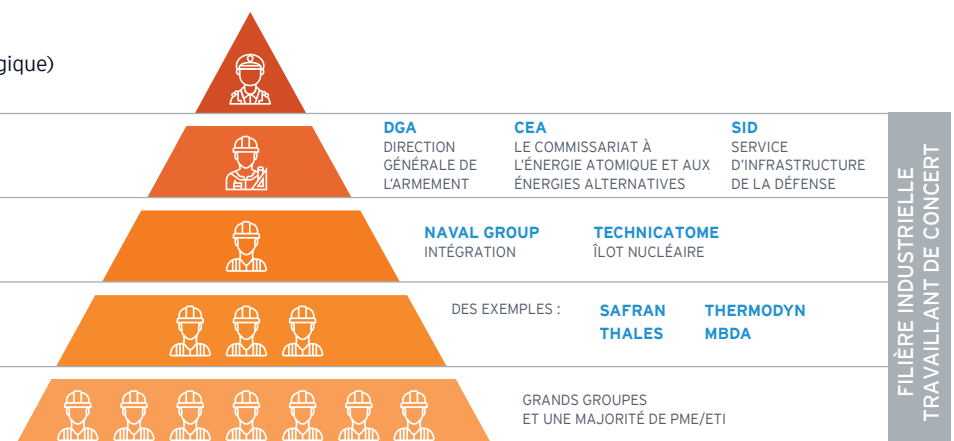 gique)
DGA
DIRECTION
GÉNÉRALE DE
L'ARMEMENT
CEA
LE COMMISSARIAT À
L'ÉNERGIE ATOMIQUE ET AUX
ÉNERGIES ALTERNATIVES
SID
SERVICE
D'INFRASTRUCTURE
DE LA DÉFENSE
NAVAL GROUP
INTÉGRATION
TECHNICATOME
ÎLOT NUCLÉAIRE
DES EXEMPLES :
SAFRAN
THALES
THERMODYN
MBDA
GRANDS GROUPES
ET UNE MAJORITÉ DE PME/ETI
FILIÈRE INDUSTRIELLE
TRAVAILLANT DE CONCERT